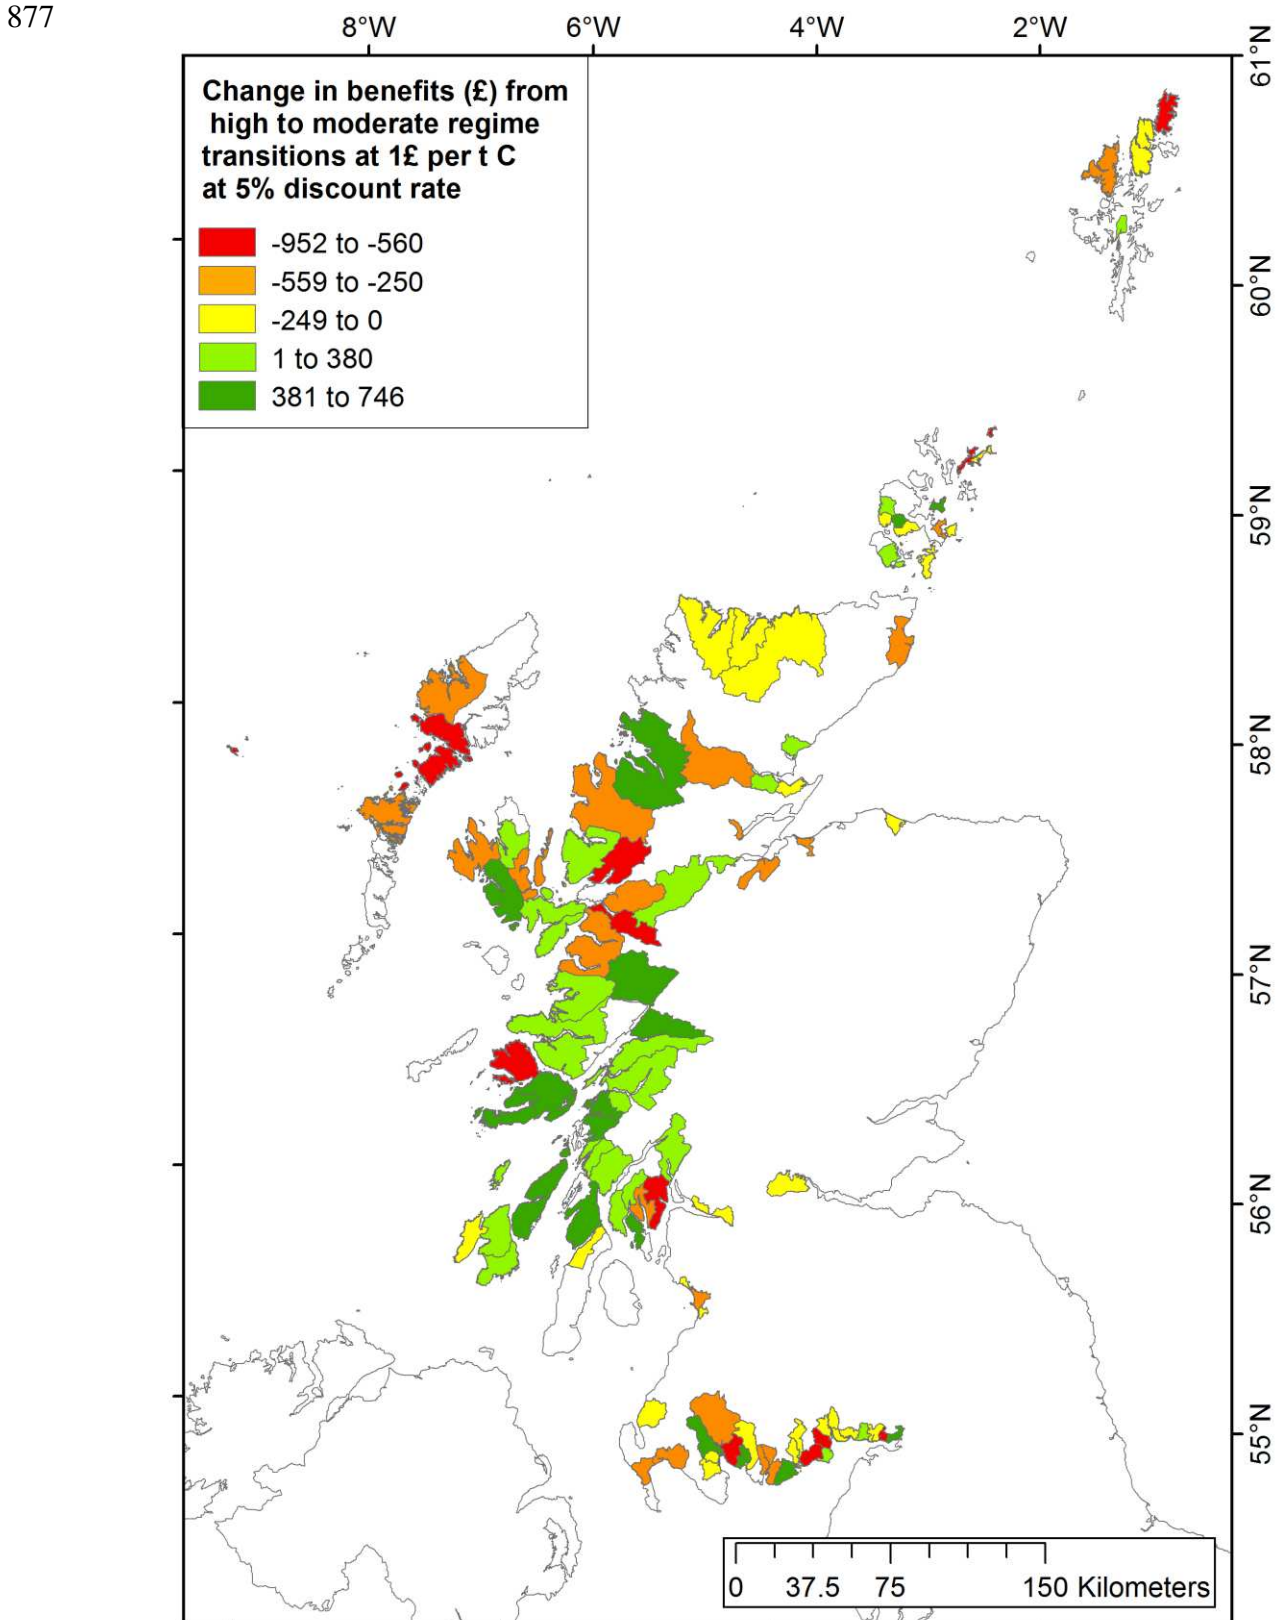 877
8°W 6°W 4°W 2°W
61°N
Change in benefits (£) from
high to moderate regime
transitions at 1£ per t C
at 5% discount rate
-952 to -560
-559 to -250
-249 to 0
1 to 380
381 to 746
60°N
59°N
58°N
57°N
56°N
55°N
0 37.5 75 150 Kilometers